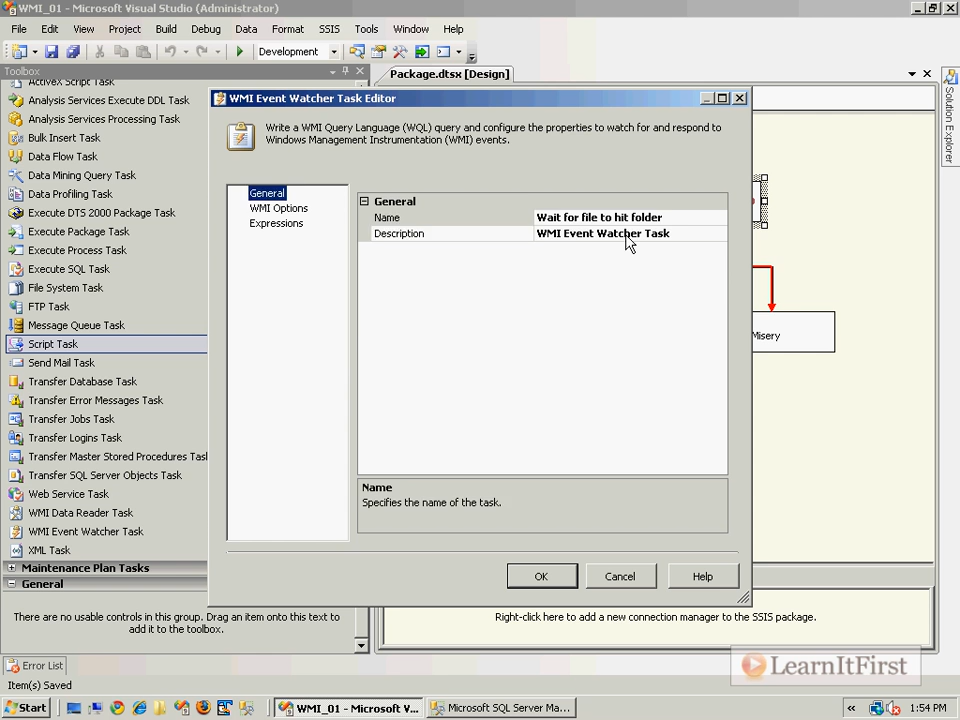 WMI_01 - Microsoft Visual Studio (Administrator)
File Edit View Project Build Debug Data Format SSIS Tools Window Help
Development
Toolbox
ActiveX Script Task
Analysis Services Execute DDL Task
Analysis Services Processing Task
Bulk Insert Task
Data Flow Task
Data Mining Query Task
Data Profiling Task
Execute DTS 2000 Package Task
Execute Package Task
Execute Process Task
Execute SQL Task
File System Task
FTP Task
Message Queue Task
Script Task
Send Mail Task
Transfer Database Task
Transfer Error Messages Task
Transfer Jobs Task
Transfer Logins Task
Transfer Master Stored Procedures Tas
Transfer SQL Server Objects Task
Web Service Task
WMI Data Reader Task
WMI Event Watcher Task
XML Task
Maintenance Plan Tasks
General
There are no usable controls in this group. Drag an item onto this text to
add it to the toolbox.
Package.dtsx [Design]
WMI Event Watcher Task Editor
Write a WMI Query Language (WQL) query and configure the properties to watch for and respond to
Windows Management Instrumentation (WMI) events.
General
WMI Options
Expressions
General
Name Wait for file to hit folder
Description WMI Event Watcher Task
Name
Specifies the name of the task.
OK Cancel Help
Misery
Solution Explorer
Right-click here to add a new connection manager to the SSIS package.
LearnItFirst
Error List
Item(s) Saved
Start
WMI_01 - Microsoft V...
Microsoft SQL Server Ma...
« 1:54 PM